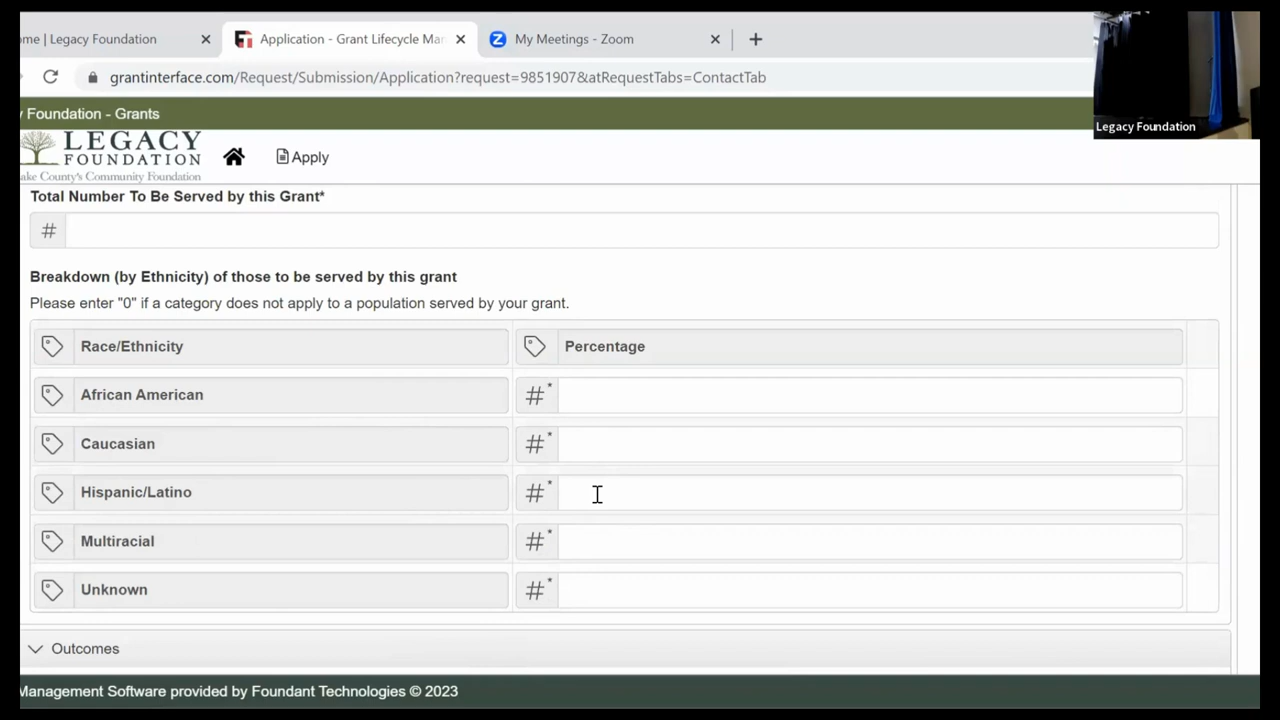 ome | Legacy Foundation
Application - Grant Lifecycle Mar
My Meetings - Zoom
grantinterface.com/Request/Submission/Application?request=9851907&atRequestTabs=ContactTab
Legacy Foundation
y Foundation - Grants
LEGACY
FOUNDATION
ake County's Community Foundation
Apply
Total Number To Be Served by this Grant*
#
Breakdown (by Ethnicity) of those to be served by this grant
Please enter "0" if a category does not apply to a population served by your grant.
Race/Ethnicity Percentage
African American #*
Caucasian #*
Hispanic/Latino #*
Multiracial #*
Unknown #*
Outcomes
Management Software provided by Foundant Technologies © 2023